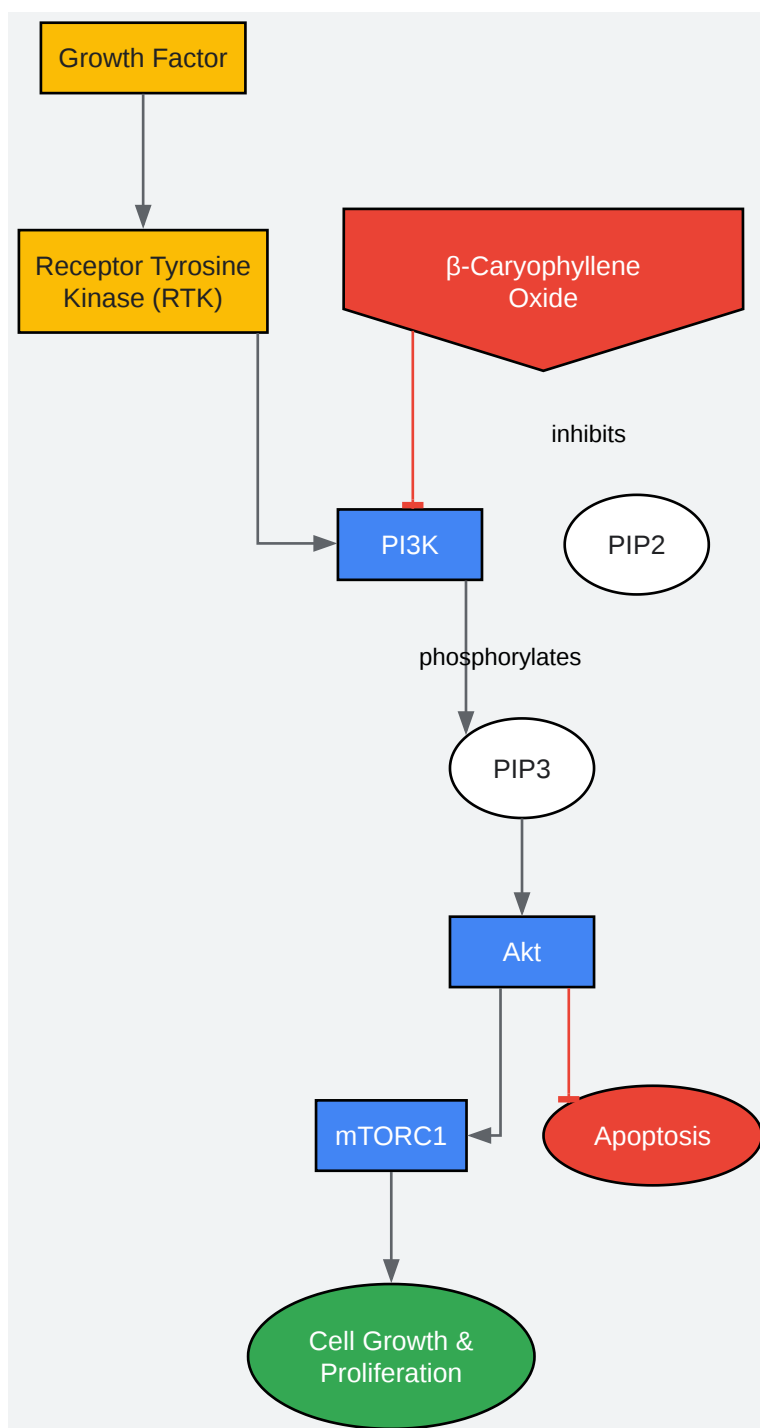 Growth Factor
Receptor Tyrosine
Kinase (RTK)
β-Caryophyllene
Oxide
inhibits
PI3K
PIP2
phosphorylates
PIP3
Akt
mTORC1
Apoptosis
Cell Growth &
Proliferation